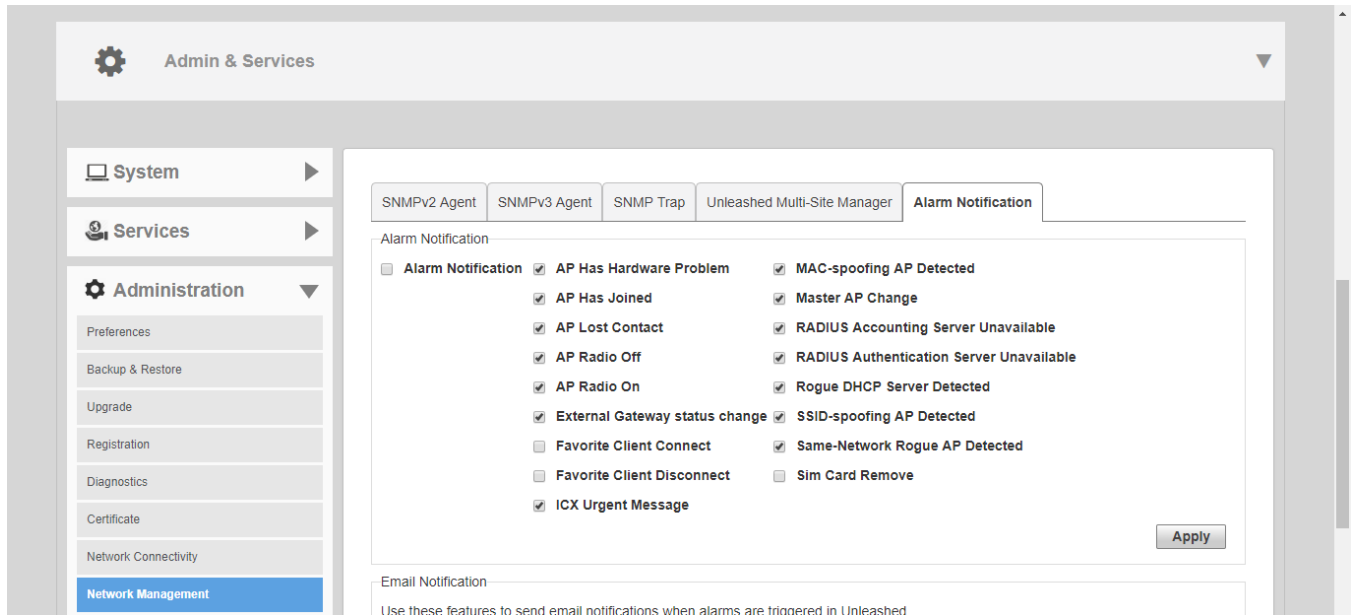 Admin & Services
System
Services
Administration
Preferences
Backup & Restore
Upgrade
Registration
Diagnostics
Certificate
Network Connectivity
Network Management
SNMPv2 Agent SNMPv3 Agent SNMP Trap Unleashed Multi-Site Manager Alarm Notification
Alarm Notification
Alarm Notification AP Has Hardware Problem MAC-spoofing AP Detected
AP Has Joined Master AP Change
AP Lost Contact RADIUS Accounting Server Unavailable
AP Radio Off RADIUS Authentication Server Unavailable
AP Radio On Rogue DHCP Server Detected
External Gateway status change SSID-spoofing AP Detected
Favorite Client Connect Same-Network Rogue AP Detected
Favorite Client Disconnect Sim Card Remove
ICX Urgent Message
Apply
Email Notification
Use these features to send email notifications when alarms are triggered in Unleashed